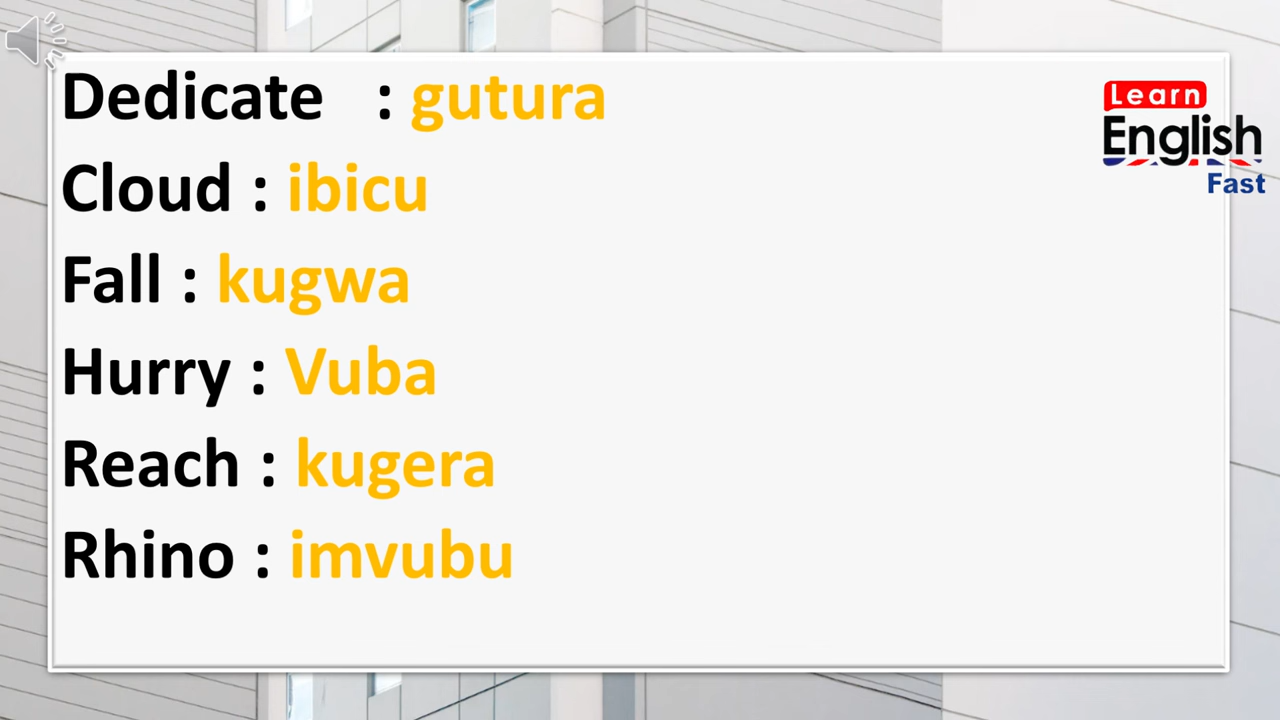 Dedicate : gutura
Cloud : ibicu
Fall : kugwa
Hurry : Vuba
Reach : kugera
Rhino : imvubu
Learn
English
Fast